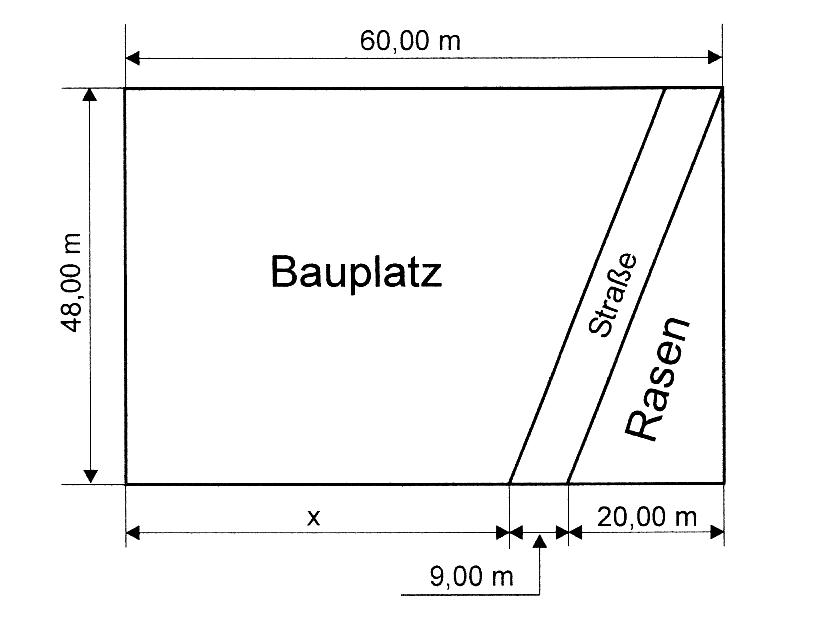 60,00 m
48,00 m
Bauplatz
Straße
Rasen
x
20,00 m
9,00 m